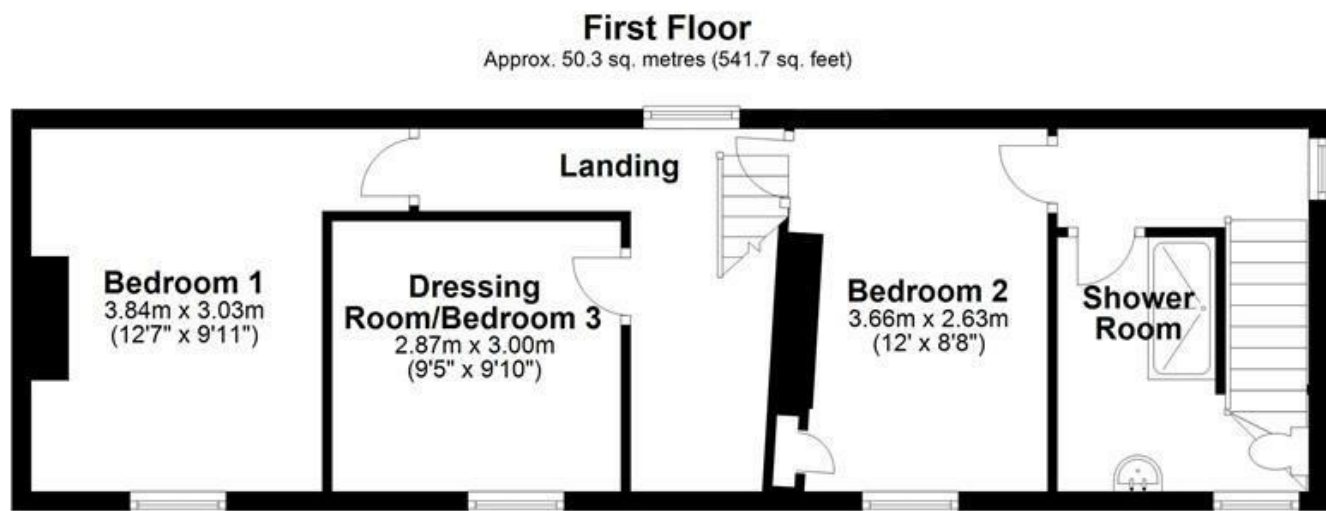 First Floor
Approx. 50.3 sq. metres (541.7 sq. feet)
Landing
Bedroom 1
3.84m x 3.03m
(12'7" x 9'11")
Dressing
Room/Bedroom 3
2.87m x 3.00m
(9'5" x 9'10")
Bedroom 2
3.66m x 2.63m
(12' x 8'8")
Shower
Room